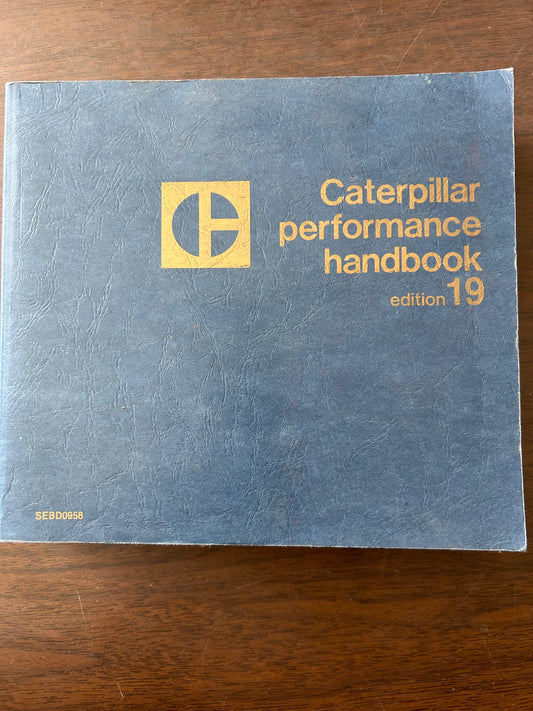 Caterpillar
performance
handbook
edition 19
SEBD0958